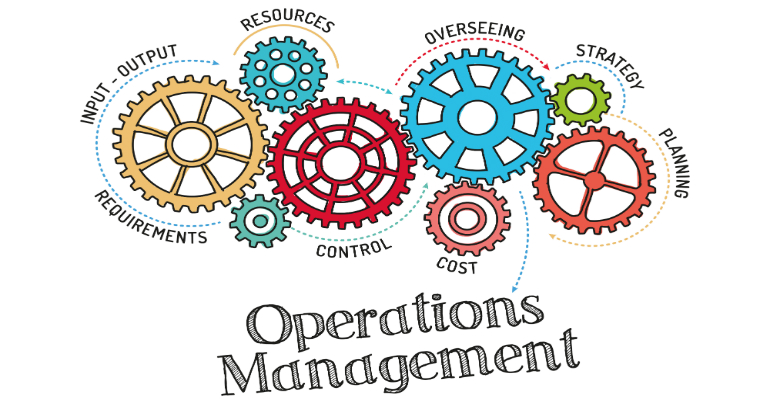 RESOURCES
OVERSEEING
INPUT - OUTPUT
STRATEGY
PLANNING
REQUIREMENTS
CONTROL
COST
Operations
Management